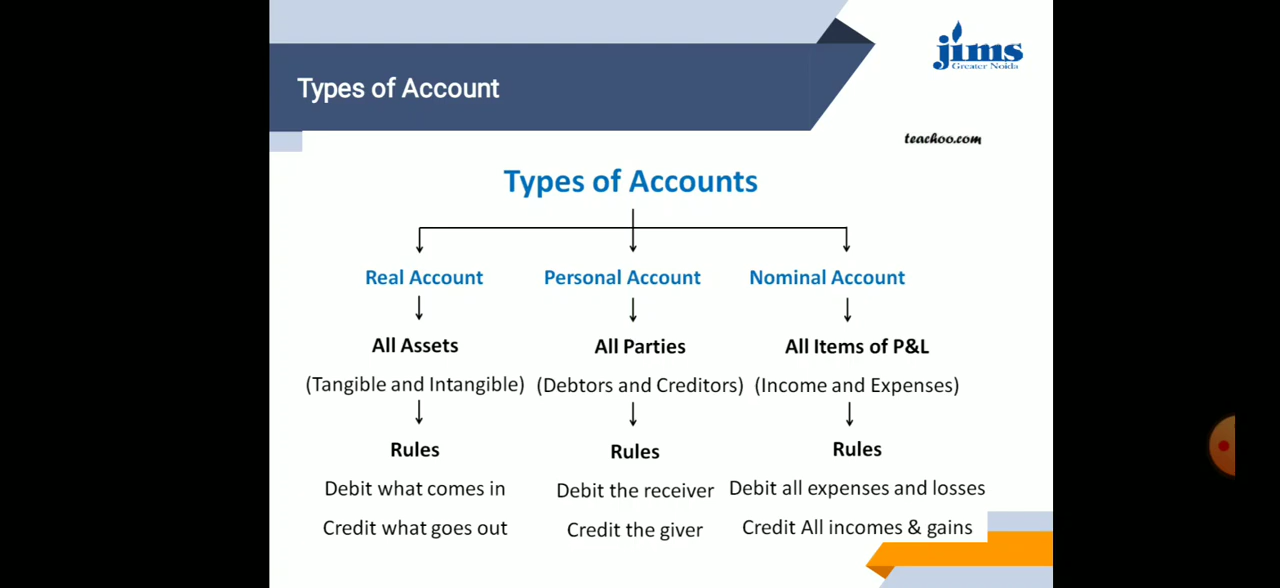 Types of Account
jims
Greater Noida
teachoo.com
Types of Accounts
Real Account
Personal Account
Nominal Account
All Assets
All Parties
All Items of P&L
(Tangible and Intangible)
(Debtors and Creditors)
(Income and Expenses)
Rules
Rules
Rules
Debit what comes in
Debit the receiver
Debit all expenses and losses
Credit what goes out
Credit the giver
Credit All incomes & gains